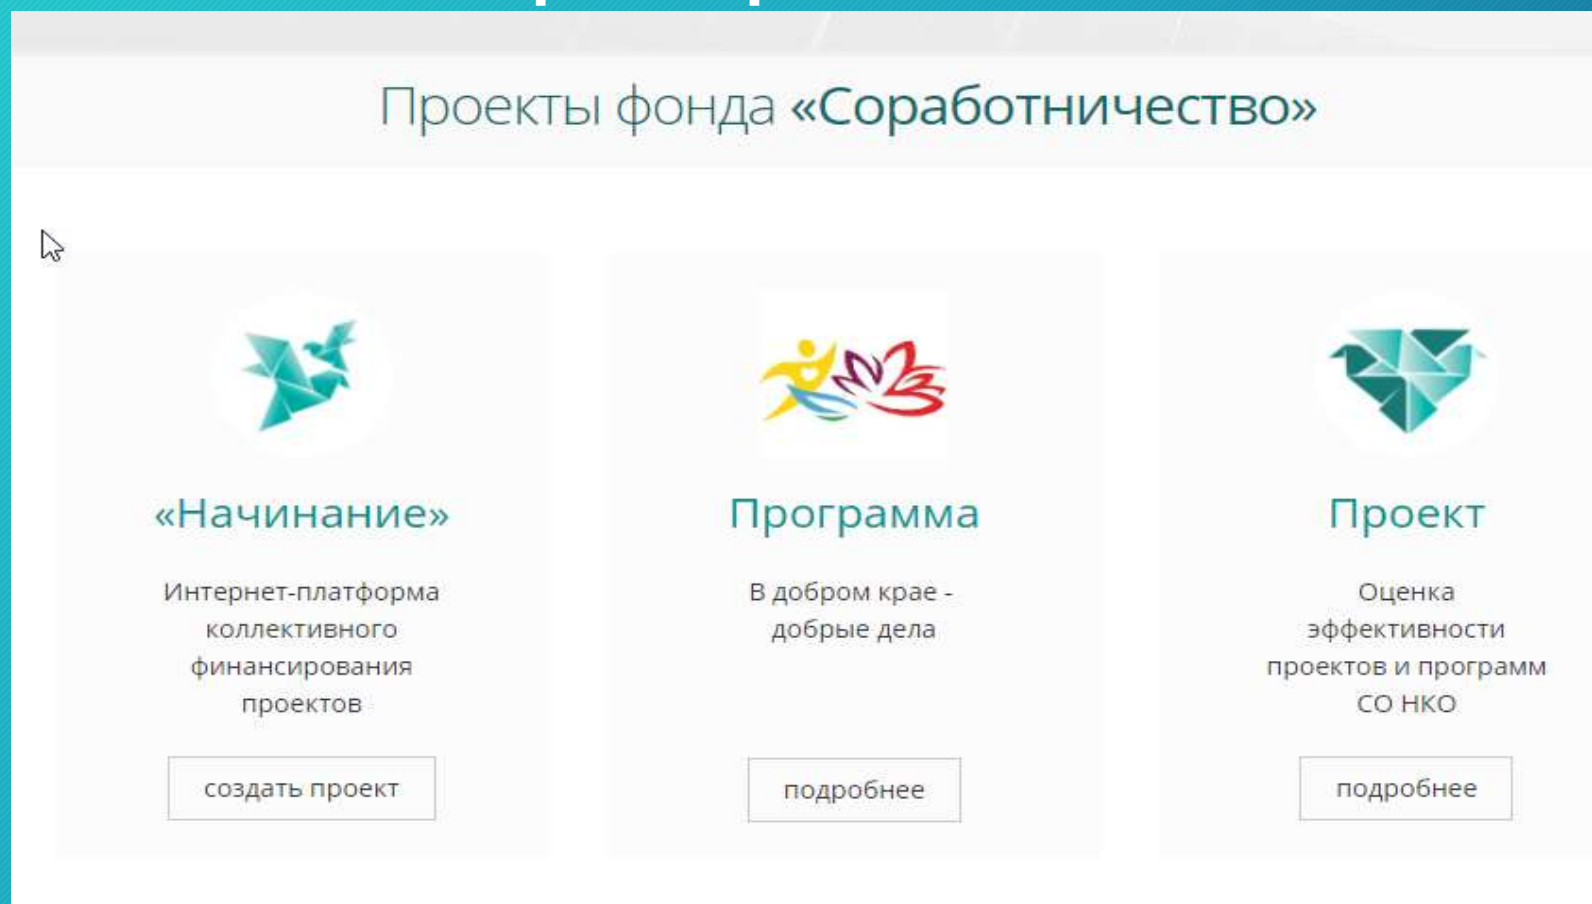 Проекты фонда «Соработничество»
«Начинание»
Интернет-платформа
коллективного
финансирования
проектов
создать проект
Программа
В добром крае -
добрые дела
подробнее
Проект
Оценка
эффективности
проектов и программ
СО НКО
подробнее